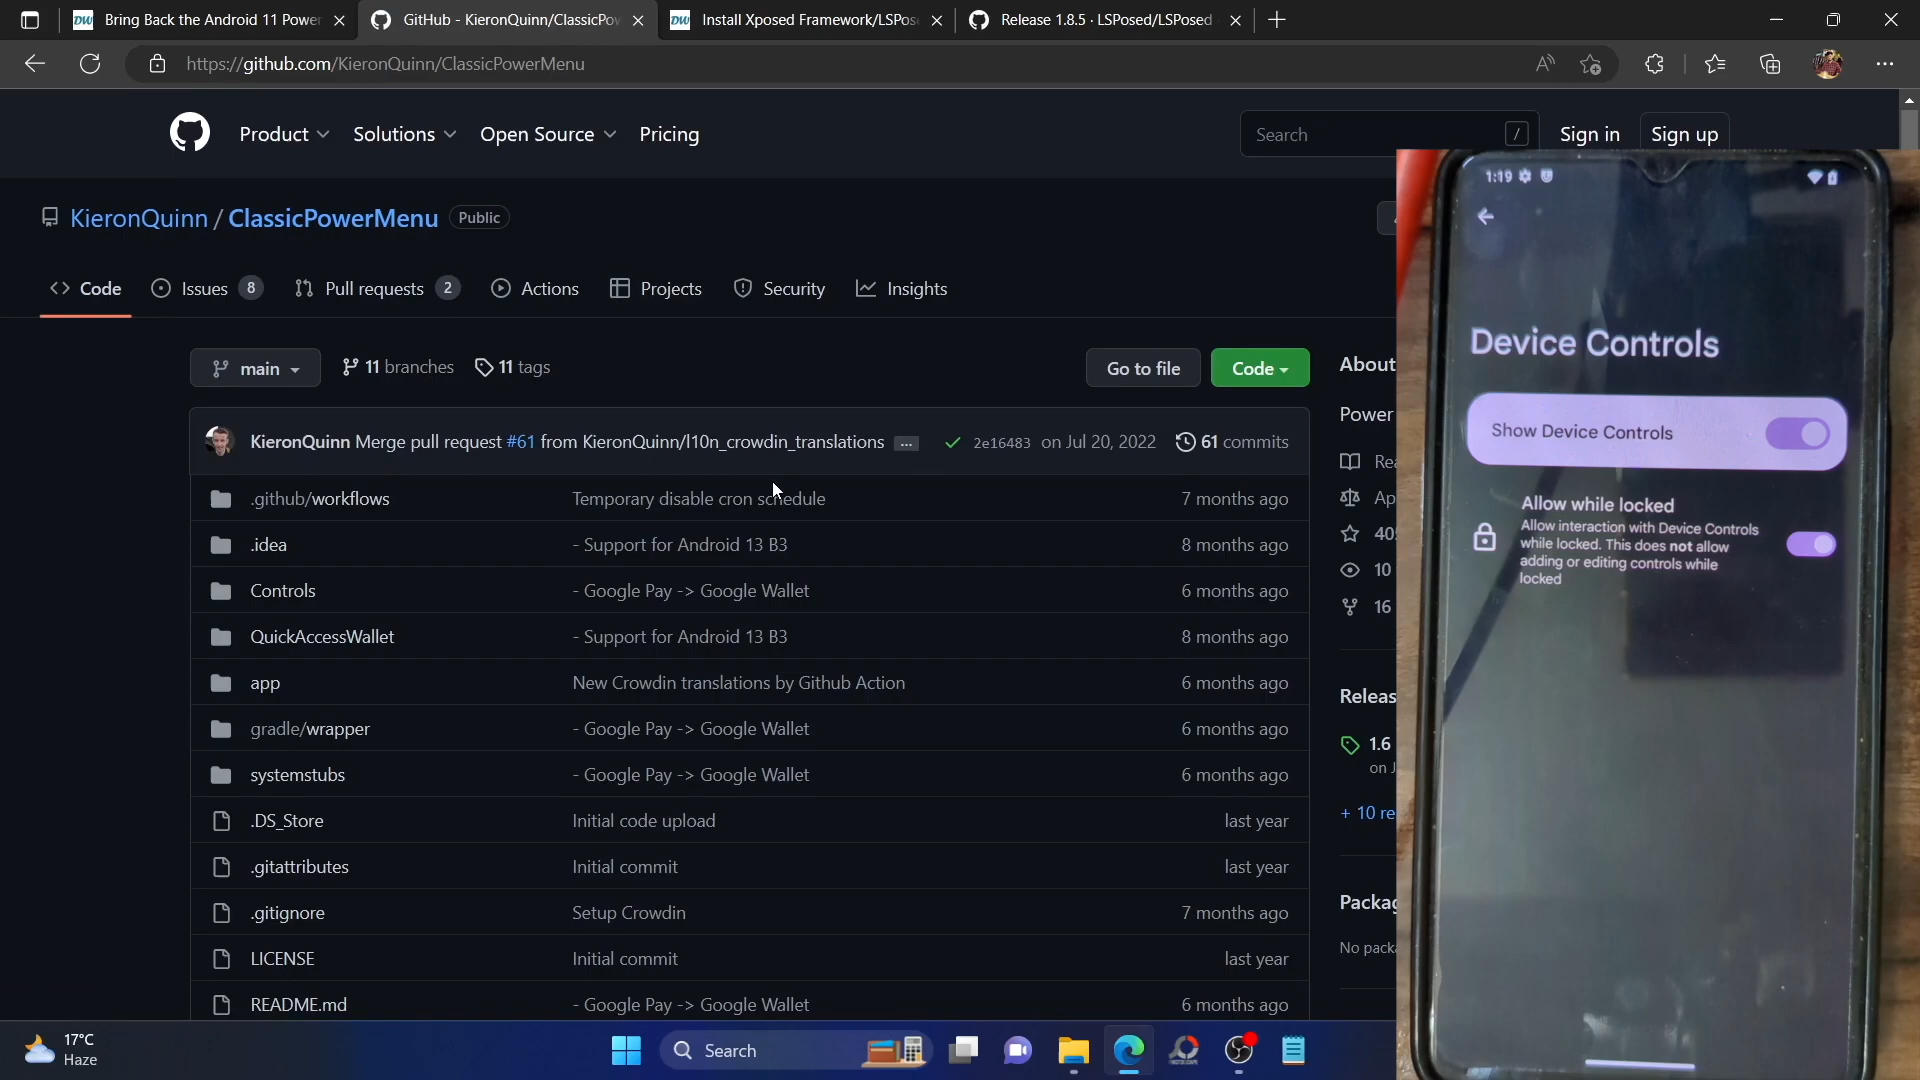 Bring Back the Android 11 Power
GitHub - KieronQuinn/ClassicPo
Install Xposed Framework/LSPos
Release 1.8.5 · LSPosed/LSPosed
https://github.com/KieronQuinn/ClassicPowerMenu
Product
Solutions
Open Source
Pricing
Search
/
Sign in
Sign up
KieronQuinn / ClassicPowerMenu
Public
Code
Issues 8
Pull requests 2
Actions
Projects
Security
Insights
main
11 branches
11 tags
Go to file
Code
KieronQuinn Merge pull request #61 from KieronQuinn/l10n_crowdin_translations ...
2e16483 on Jul 20, 2022
61 commits
.github/workflows Temporary disable cron schedule 7 months ago
.idea - Support for Android 13 B3 8 months ago
Controls - Google Pay -> Google Wallet 6 months ago
QuickAccessWallet - Support for Android 13 B3 8 months ago
app New Crowdin translations by Github Action 6 months ago
gradle/wrapper - Google Pay -> Google Wallet 6 months ago
systemstubs - Google Pay -> Google Wallet 6 months ago
.DS_Store Initial code upload last year
.gitattributes Initial commit last year
.gitignore Setup Crowdin 7 months ago
LICENSE Initial commit last year
README.md - Google Pay -> Google Wallet 6 months ago
About
Power
Rea
Ap
40
10
16
Releas
1.6
on J
+ 10 re
Packag
No packa
1:19
Device Controls
Show Device Controls
Allow while locked
Allow interaction with Device Controls
while locked. This does not allow
adding or editing controls while
locked
17°C
Haze
Search